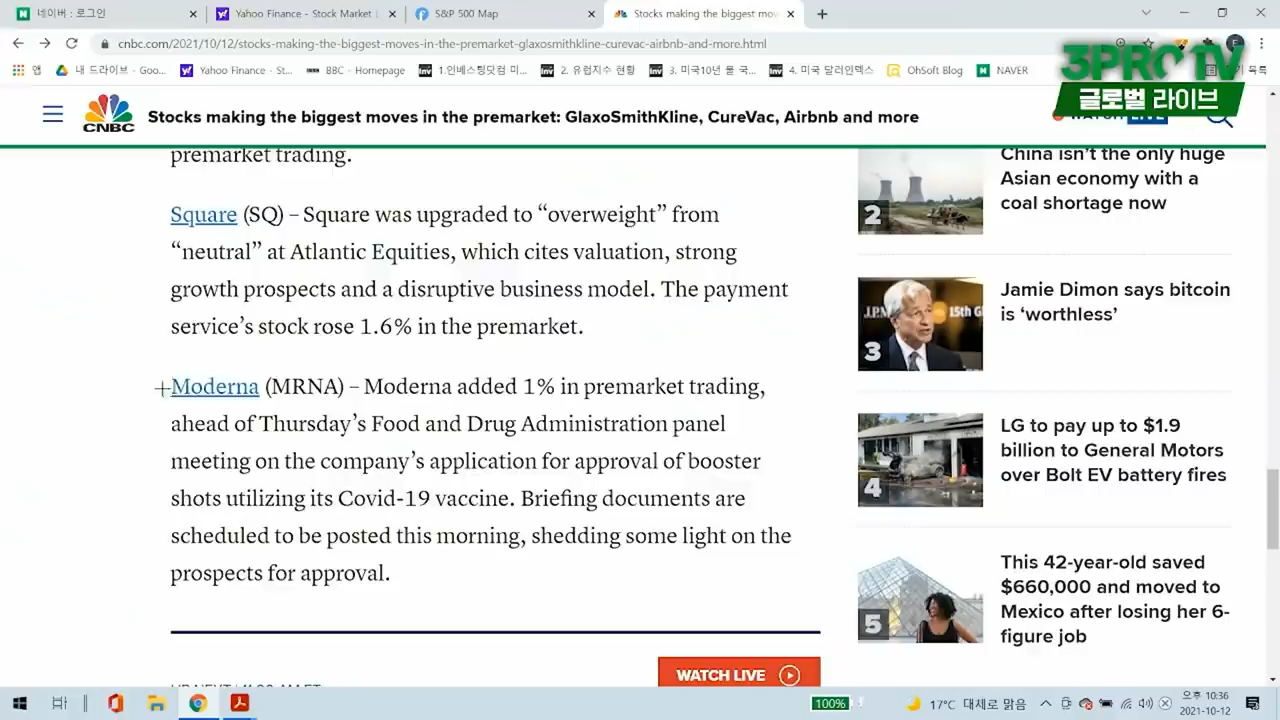 네이버 : 로그인
Yahoo Finance - Stock Market L
S&P 500 Map
Stocks making the biggest mov
cnbc.com/2021/10/12/stocks-making-the-biggest-moves-in-the-premarket-glaxosmithkline-curevac-airbnb-and-more.html
앱
내 드라이브 - Goo...
Yahoo Finance - St...
BBC - Homepage
1.인베스팅닷컴 미...
2. 유럽지수 현황
3. 미국10년 물 국...
4. 미국 달러인덱스
OhSoft Blog
NAVER
3PRO TV
글로벌 라이브
CNBC
Stocks making the biggest moves in the premarket: GlaxoSmithKline, CureVac, Airbnb and more
premarket trading.
Square (SQ) – Square was upgraded to “overweight” from
“neutral” at Atlantic Equities, which cites valuation, strong
growth prospects and a disruptive business model. The payment
service’s stock rose 1.6% in the premarket.
Moderna (MRNA) – Moderna added 1% in premarket trading,
ahead of Thursday’s Food and Drug Administration panel
meeting on the company’s application for approval of booster
shots utilizing its Covid-19 vaccine. Briefing documents are
scheduled to be posted this morning, shedding some light on the
prospects for approval.
WATCH LIVE
2
China isn’t the only huge
Asian economy with a
coal shortage now
3
Jamie Dimon says bitcoin
is ‘worthless’
4
LG to pay up to $1.9
billion to General Motors
over Bolt EV battery fires
5
This 42-year-old saved
$660,000 and moved to
Mexico after losing her 6-
figure job
100%
17°C 대체로 맑음
오후 10:36
2021-10-12